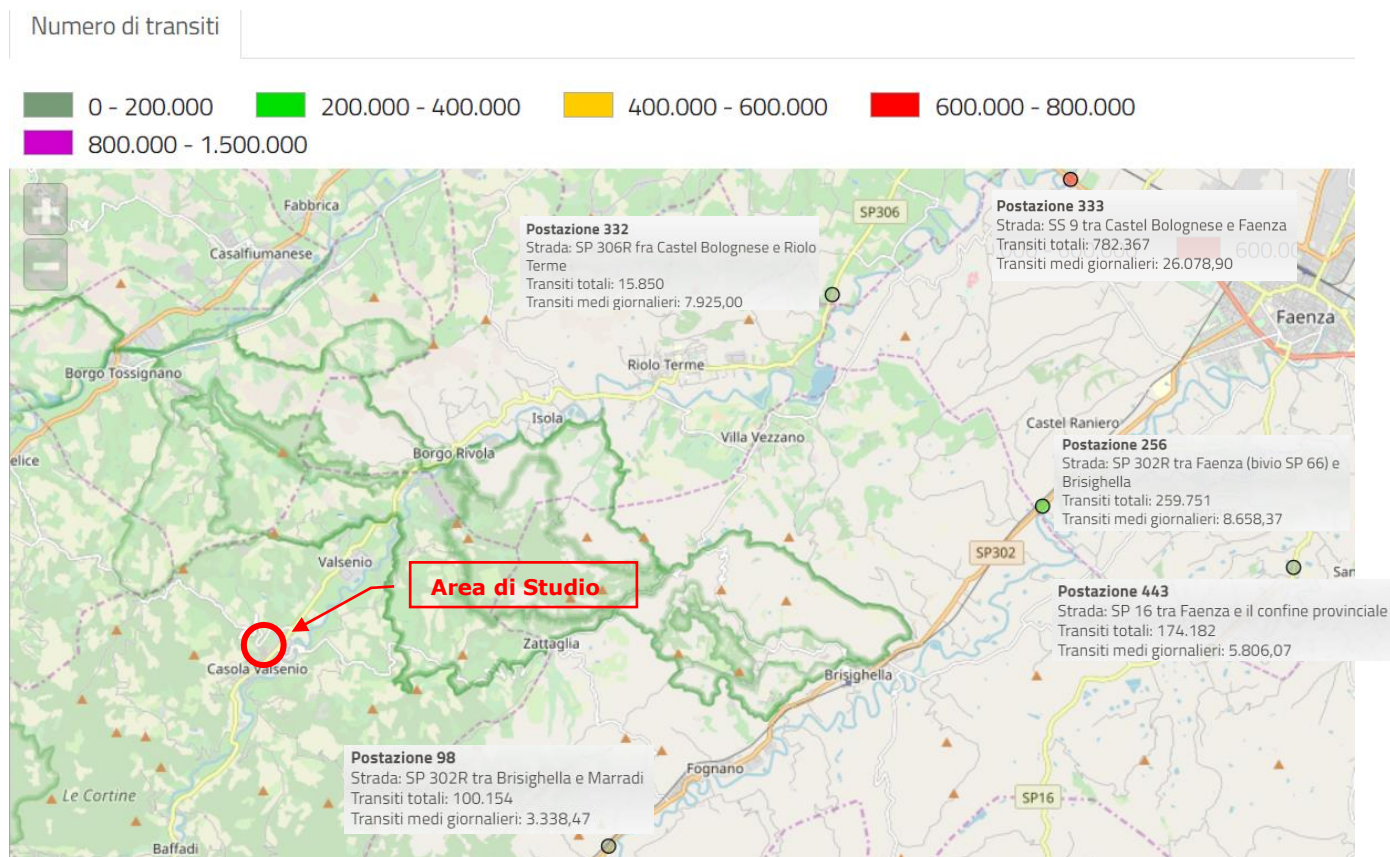 Numero di transiti
0 - 200.000
200.000 - 400.000
400.000 - 600.000
600.000 - 800.000
800.000 - 1.500.000
Fabbrica
Casalfiumanese
Postazione 332
Strada: SP 306R fra Castel Bolognese e Riolo
Terme
Transiti totali: 15.850
Transiti medi giornalieri: 7.925,00
SP306
Postazione 333
Strada: SS 9 tra Castel Bolognese e Faenza
Transiti totali: 782.367
Transiti medi giornalieri: 26.078,90
Faenza
Borgo Tossignano
Riolo Terme
Isola
Villa Vezzano
Castel Raniero
elice
Borgo Rivola
Postazione 256
Strada: SP 302R tra Faenza (bivio SP 66) e
Brisighella
Transiti totali: 259.751
Transiti medi giornalieri: 8.658,37
SP302
Valsenio
San
Area di Studio
Postazione 443
Strada: SP 16 tra Faenza e il confine provinciale
Transiti totali: 174.182
Transiti medi giornalieri: 5.806,07
Zattaglia
Casola Valsenio
Brisighella
Postazione 98
Strada: SP 302R tra Brisighella e Marradi
Transiti totali: 100.154
Transiti medi giornalieri: 3.338,47
Fognano
Le Cortine
SP16
Baffadi